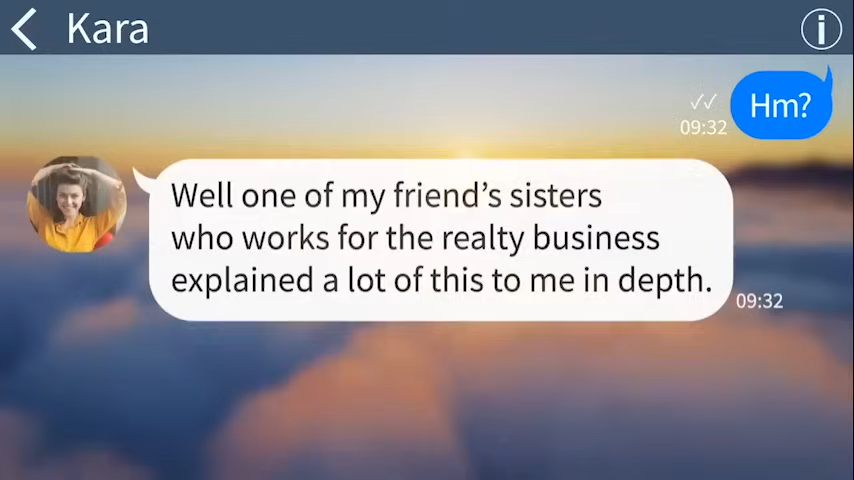 Kara
Hm?
09:32
Well one of my friend’s sisters
who works for the realty business
explained a lot of this to me in depth.
09:32